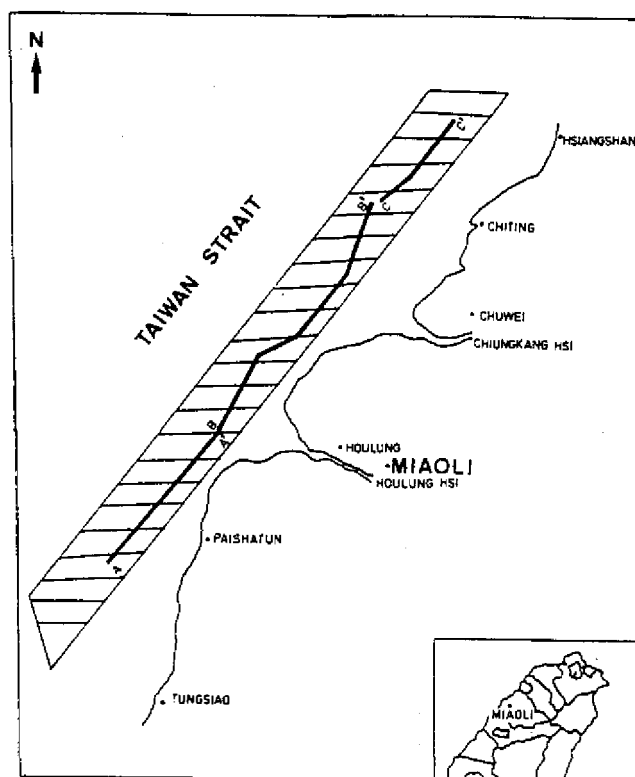 N
HSIANGSHAN
TAIWAN STRAIT
C'
B'
C
CHITING
CHUWEI
CHIUNGKANG HSI
B
A'
HOULUNG
MIAOLI
HOULUNG HSI
PAISHATUN
A
TUNGSIAO
MIAOLI